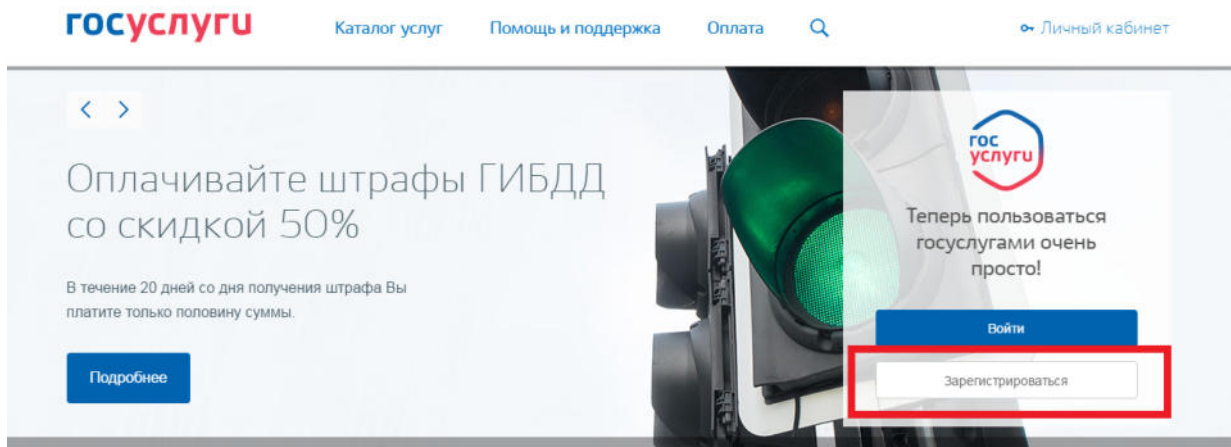 госуслуги
Каталог услуг
Помощь и поддержка
Оплата
Личный кабинет
Оплачивайте штрафы ГИБДД
со скидкой 50%
В течение 20 дней со дня получения штрафа Вы
платите только половину суммы.
Подробнее
гос
услуги
Теперь пользоваться
госуслугами очень
просто!
Войти
Зарегистрироваться